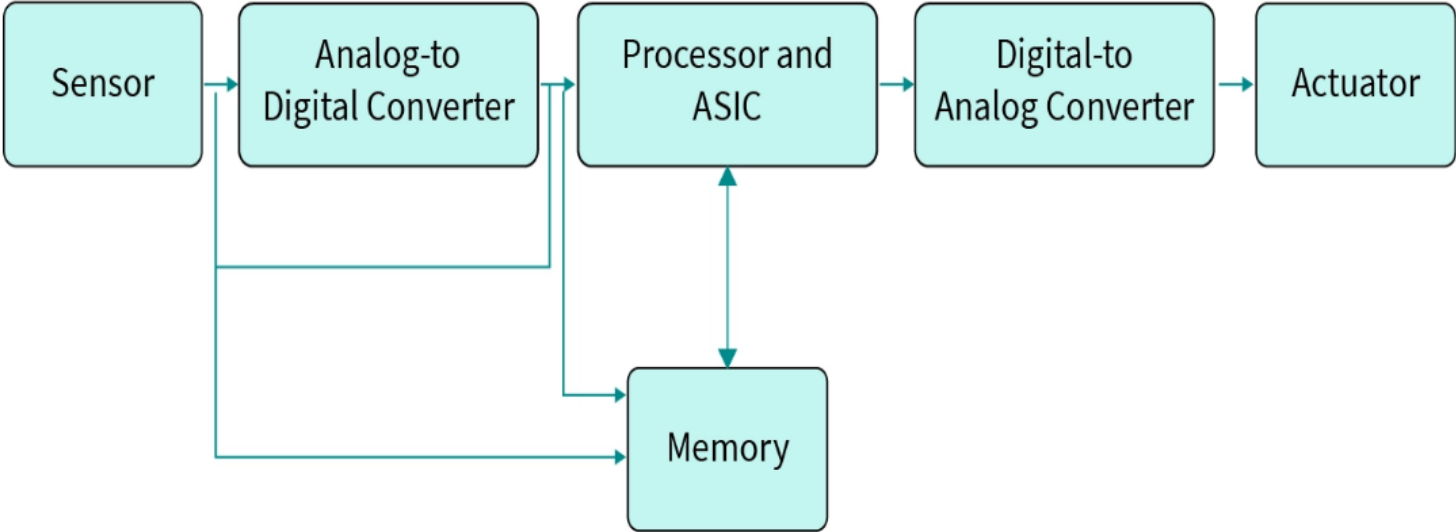 Sensor
Analog-to
Digital Converter
Processor and
ASIC
Digital-to
Analog Converter
Actuator
Memory